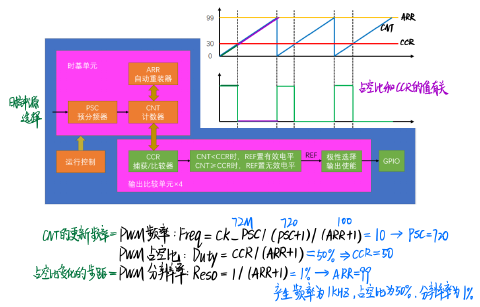 99
ARR
CNT
30
CCR
0
时基单元
ARR
自动重装器
占空比和CCR的值有关
时钟源
选择
PSC
预分频器
CNT
计数器
运行控制
CCR
捕获/比较器
CNT<CCR时，REF置有效电平
CNT≥CCR时，REF置无效电平
REF
极性选择
输出使能
GPIO
输出比较单元×4
72M 720 100
CNT的更新频率=PWM频率：Freq = CK_PSC/(PSC+1)/(ARR+1) = 10 → PSC=720
PWM占空比：Duty = CCR/(ARR+1) = 50% → CCR=50
占空比变化的步距=PWM分辨率：Reso = 1/(ARR+1) = 1% → ARR=99
产生频率为1KHZ，占空比为50%，分辨率为1%